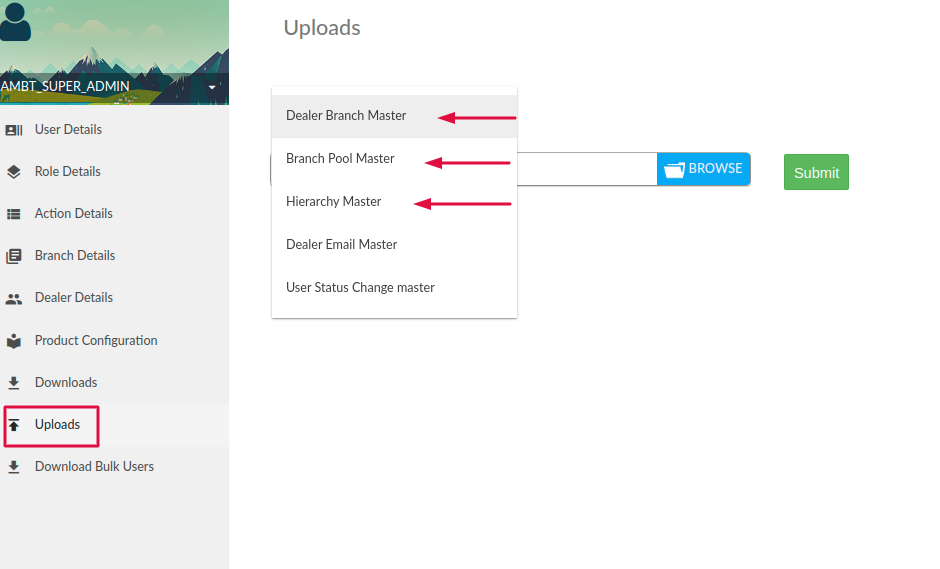 Uploads
AMBT_SUPER_ADMIN
User Details
Role Details
Action Details
Branch Details
Dealer Details
Product Configuration
Downloads
Uploads
Download Bulk Users
Dealer Branch Master
Branch Pool Master
Hierarchy Master
Dealer Email Master
User Status Change master
BROWSE
Submit